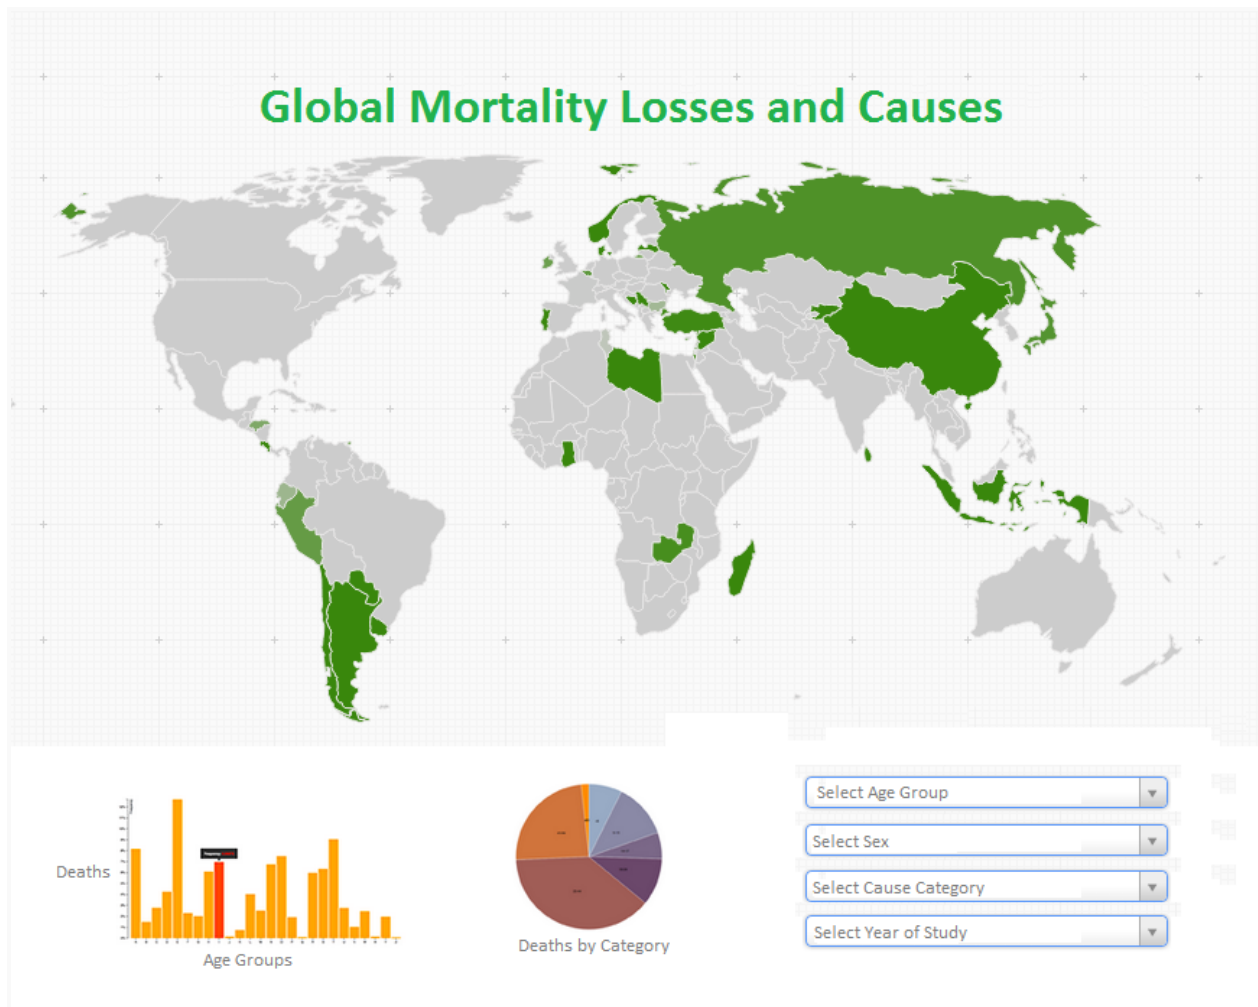 Global Mortality Losses and Causes
Deaths
Age Groups
Deaths by Category
Select Age Group
Select Sex
Select Cause Category
Select Year of Study